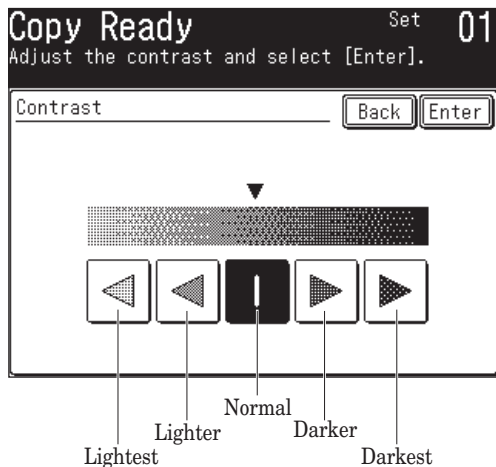 Copy Ready Set 01
Adjust the contrast and select [Enter].
Contrast Back Enter
Normal
Lighter Darker
Lightest Darkest